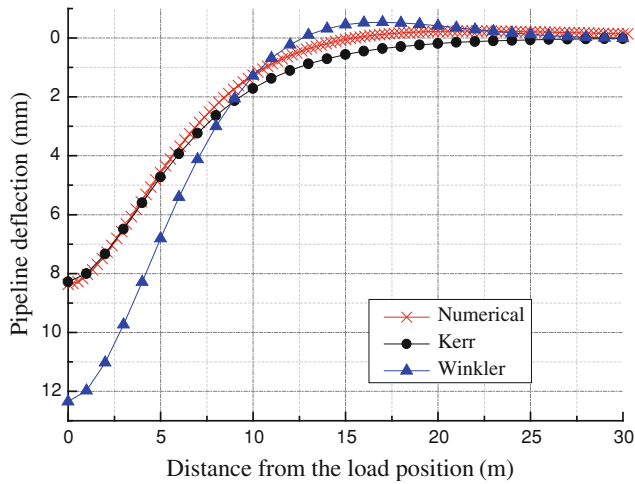 Pipeline deflection (mm)
0
2
4
6
8
10
12
Numerical
Kerr
Winkler
0 5 10 15 20 25 30
Distance from the load position (m)